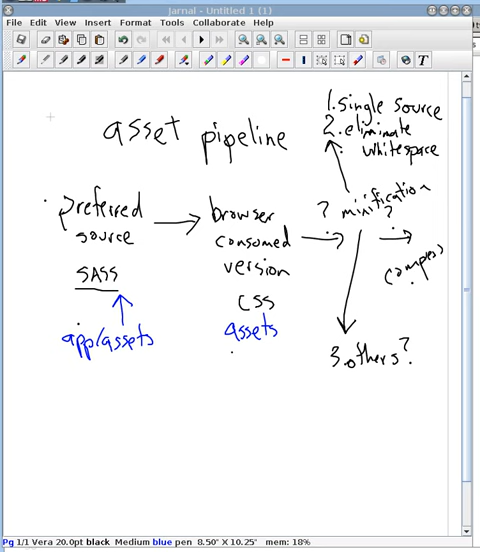 Jarnal - Untitled 1 (1)
File Edit View Insert Format Tools Collaborate Help
T
1. single source
2. eliminate
whitespace
asset pipeline
preferred
source
browser
consumed
version
? minification ?
compress
SASS
CSS
app/assets
assets
3. others?
Pg 1/1 Vera 20.0pt black Medium blue pen 8.50" X 10.25" mem: 18%